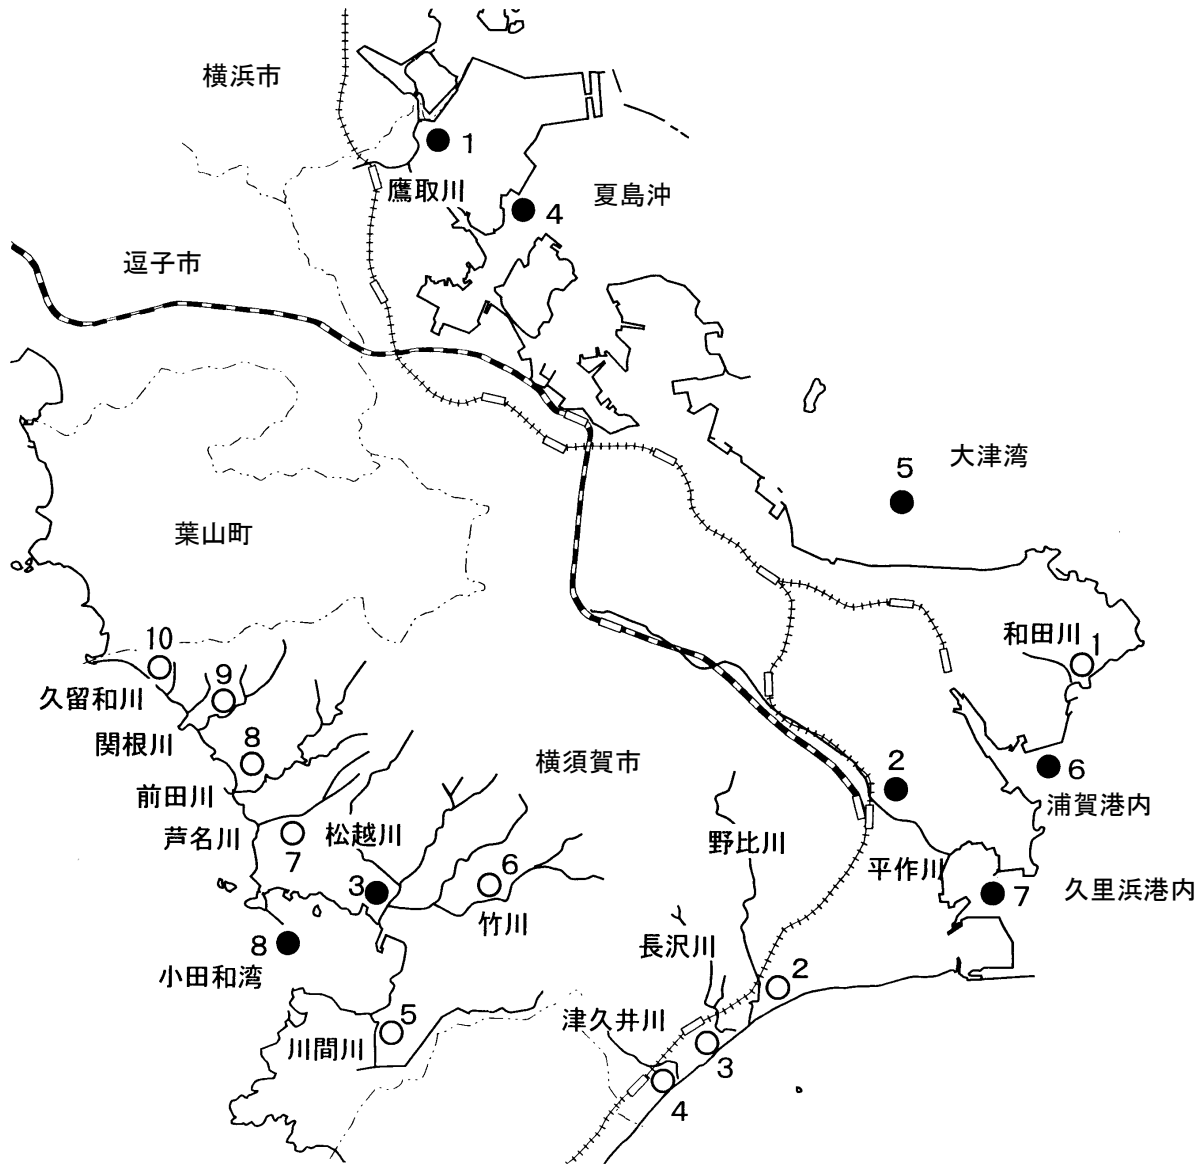 横浜市
1
鷹取川
夏島沖
4
逗子市
大津湾
5
葉山町
和田川
1
10
9
久留和川
関根川
8
横須賀市
2
6
前田川
浦賀港内
芦名川
松越川
7
野比川
6
平作川
3
久里浜港内
7
竹川
8
長沢川
小田和湾
2
5
津久井川
川間川
3
4